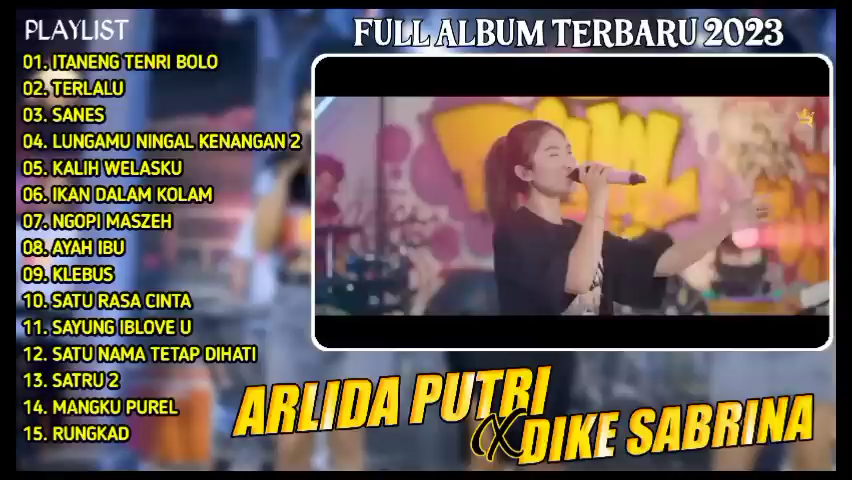 PLAYLIST
FULL ALBUM TERBARU 2023
01. ITANENG TENRI BOLO
02. TERLALU
03. SANES
04. LUNGAMU NINGAL KENANGAN 2
05. KALIH WELASKU
06. IKAN DALAM KOLAM
07. NGOPI MASZEH
08. AYAH IBU
09. KLEBUS
10. SATU RASA CINTA
11. SAYUNG IBLOVE U
12. SATU NAMA TETAP DIHATI
13. SATRU 2
14. MANGKU PUREL
15. RUNGKAD
ARLIDA PUTRI
X DIKE SABRINA